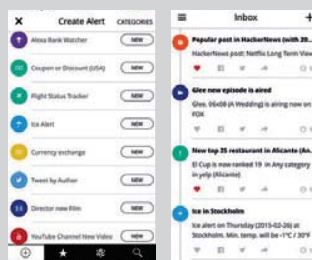 Create Alert CATEGORIES
Alexa Rank Watcher NEW
Coupon or Discount (USA) NEW
Flight Status Tracker NEW
Ice Alert NEW
Currency exchange NEW
Tweet by Author NEW
Director new Film NEW
YouTube Channel New Video NEW
Inbox
Popular post in HackerNews (with 20...
HackerNews post: Netflix Long Term View
Glee new episode is aired
Glee. 06x08 (A Wedding) is airing now on
FOX
New top 25 restaurant in Alicante (An...
El Cup is now ranked 19 in Any category
in yelp (Alicante)
Ice in Stockholm
Ice alert on Thursday (2015-02-26) at
Stockholm. Min. temp. will be -1°C / 30°F